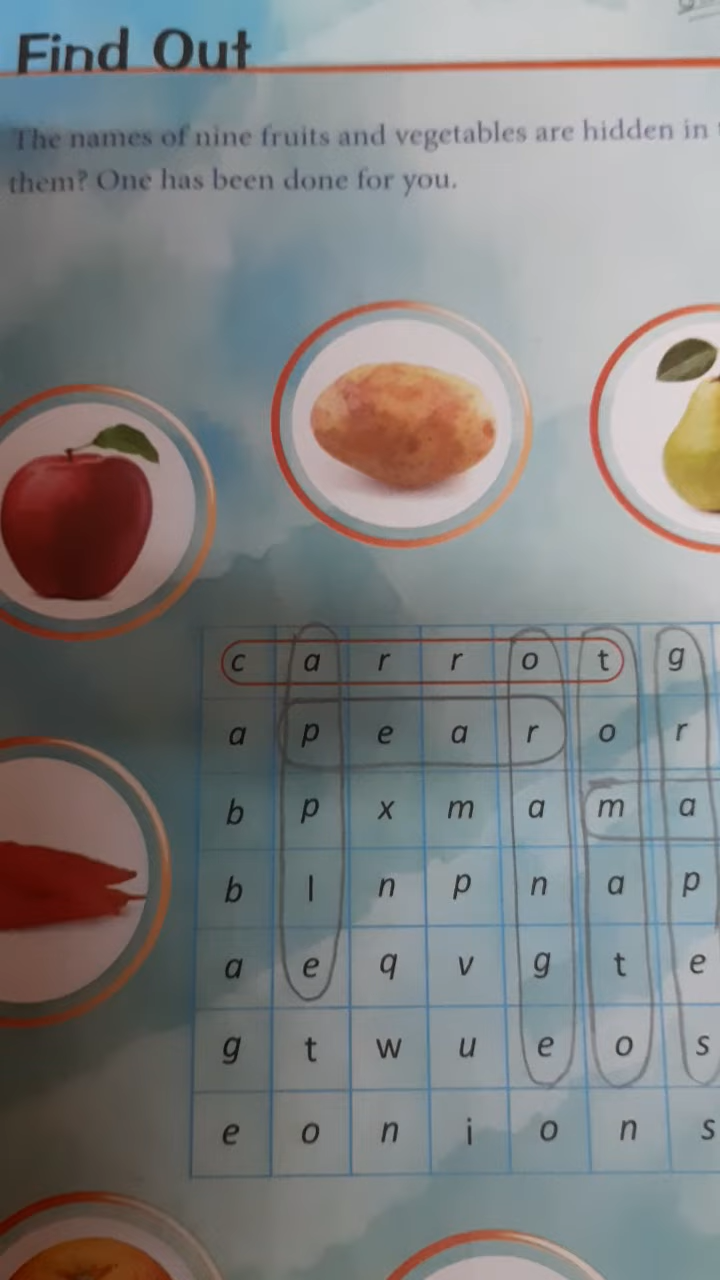 Find Out
The names of nine fruits and vegetables are hidden in
them? One has been done for you.
c a r r o t g
a p e a r o r
b p x m a m a
b l n p n a p
a e q v g t e
g t w u e o s
e o n i o n s